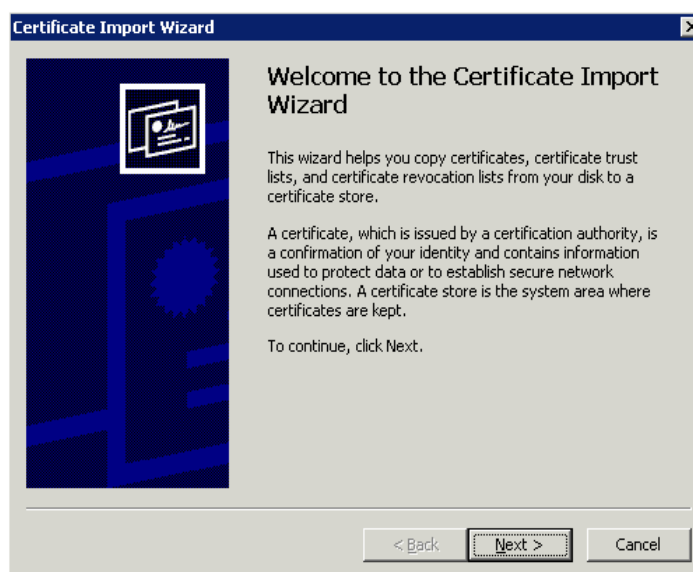 Certificate Import Wizard
Welcome to the Certificate Import
Wizard
This wizard helps you copy certificates, certificate trust
lists, and certificate revocation lists from your disk to a
certificate store.
A certificate, which is issued by a certification authority, is
a confirmation of your identity and contains information
used to protect data or to establish secure network
connections. A certificate store is the system area where
certificates are kept.
To continue, click Next.
< Back Next > Cancel